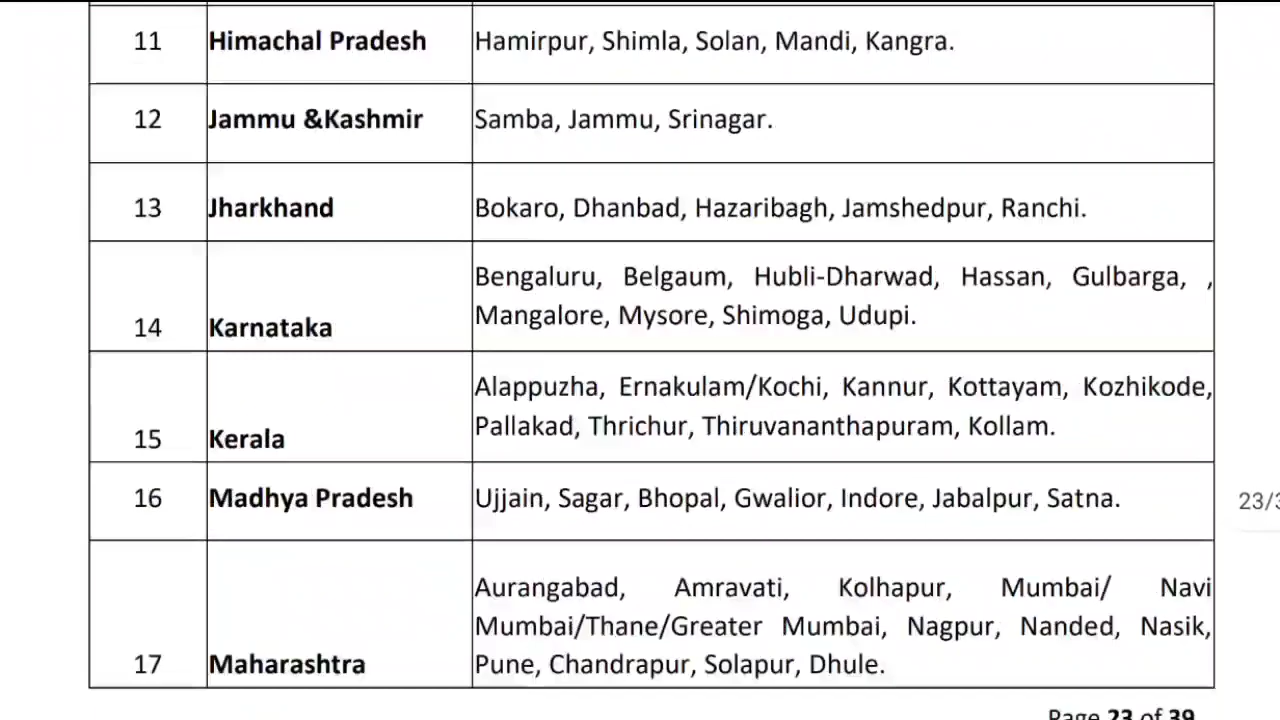 11 Himachal Pradesh Hamirpur, Shimla, Solan, Mandi, Kangra.
12 Jammu &Kashmir Samba, Jammu, Srinagar.
13 Jharkhand Bokaro, Dhanbad, Hazaribagh, Jamshedpur, Ranchi.
Bengaluru, Belgaum, Hubli-Dharwad, Hassan, Gulbarga, ,
Mangalore, Mysore, Shimoga, Udupi.
14 Karnataka
Alappuzha, Ernakulam/Kochi, Kannur, Kottayam, Kozhikode,
Pallakad, Thrichur, Thiruvananthapuram, Kollam.
15 Kerala
16 Madhya Pradesh Ujjain, Sagar, Bhopal, Gwalior, Indore, Jabalpur, Satna.
23/3
Aurangabad, Amravati, Kolhapur, Mumbai/ Navi
Mumbai/Thane/Greater Mumbai, Nagpur, Nanded, Nasik,
17 Maharashtra Pune, Chandrapur, Solapur, Dhule.
Page 23 of 39